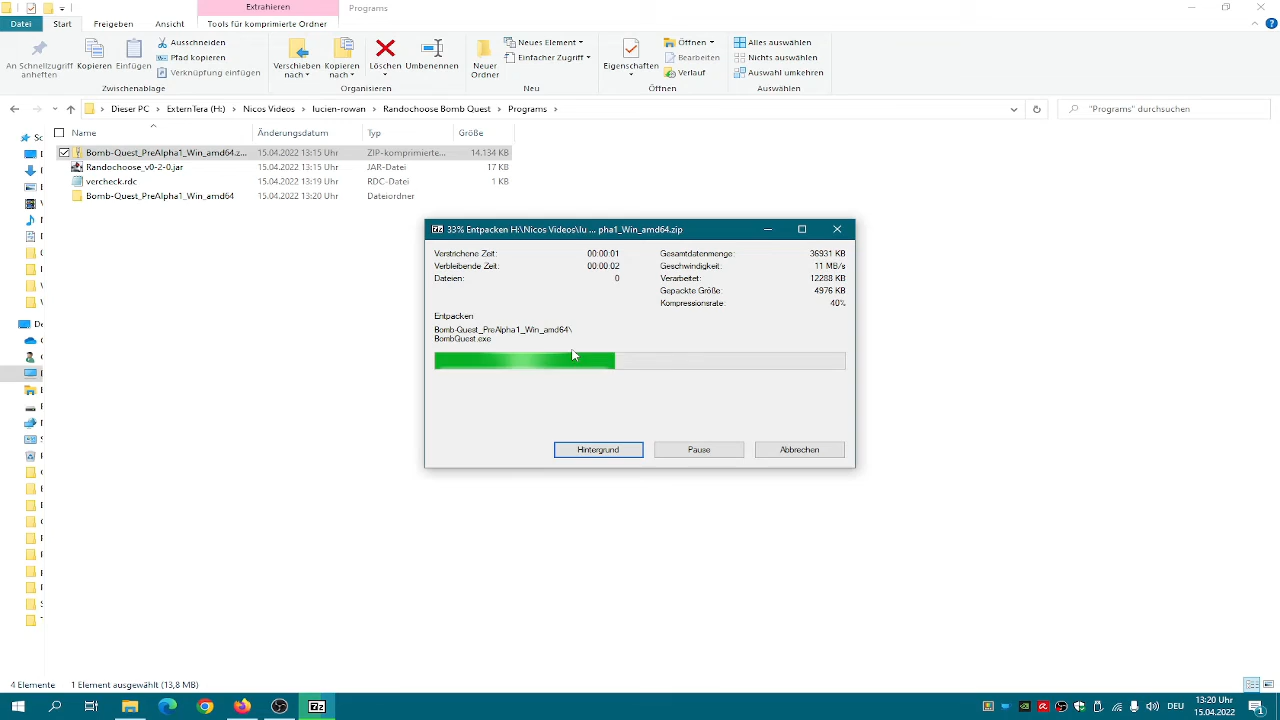 Extrahieren
Programs
Datei
Start
Freigeben
Ansicht
Tools für komprimierte Ordner
An Schnellzugriff anheften
Kopieren
Einfügen
Ausschneiden
Pfad kopieren
Verknüpfung einfügen
Zwischenablage
Verschieben nach
Kopieren nach
Löschen
Umbenennen
Organisieren
Neuer Ordner
Neues Element
Einfacher Zugriff
Neu
Eigenschaften
Öffnen
Bearbeiten
Verlauf
Öffnen
Alles auswählen
Nichts auswählen
Auswahl umkehren
Auswählen
Dieser PC > ExternTera (H:) > Nicos Videos > lucien-rowan > Randochoose Bomb Quest > Programs >
"Programs" durchsuchen
Name Änderungsdatum Typ Größe
Bomb-Quest_PreAlpha1_Win_amd64.z... 15.04.2022 13:15 Uhr ZIP-komprimierte... 14.134 KB
Randochoose_v0-2-0.jar 15.04.2022 13:15 Uhr JAR-Datei 17 KB
vercheck.rdc 15.04.2022 13:19 Uhr RDC-Datei 1 KB
Bomb-Quest_PreAlpha1_Win_amd64 15.04.2022 13:20 Uhr Dateiordner
33% Entpacken H:\Nicos Videos\lu ... pha1_Win_amd64.zip
Verstrichene Zeit: 00:00:01 Gesamtdatenmenge: 36931 KB
Verbleibende Zeit: 00:00:02 Geschwindigkeit: 11 MB/s
Dateien: 0 Verarbeitet: 12288 KB
Gepackte Größe: 4976 KB
Kompressionsrate: 40%
Entpacken
Bomb-Quest_PreAlpha1_Win_amd64\
BombQuest.exe
Hintergrund Pause Abbrechen
4 Elemente 1 Element ausgewählt (13,8 MB)
DEU
13:20 Uhr
15.04.2022